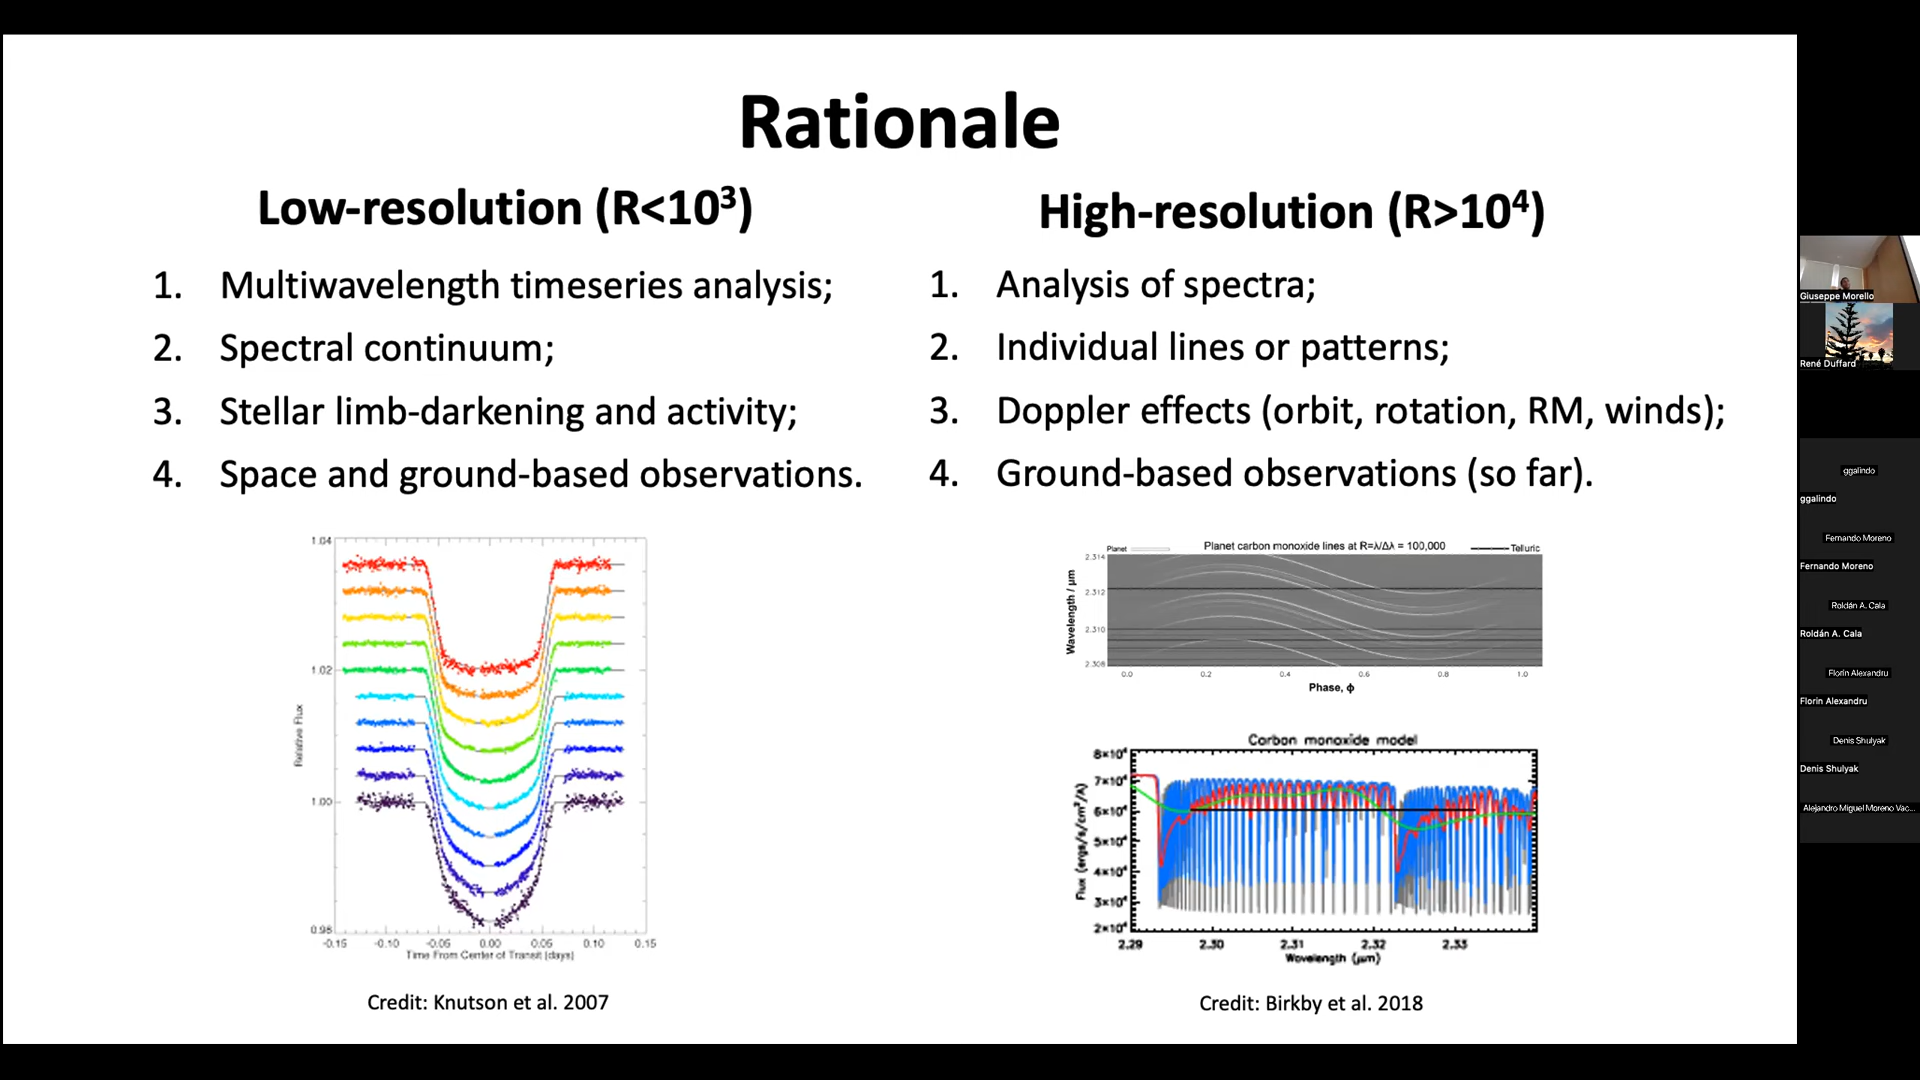 Rationale
Low-resolution (R<10³)
1. Multiwavelength timeseries analysis;
2. Spectral continuum;
3. Stellar limb-darkening and activity;
4. Space and ground-based observations.
1.04
1.02
1.00
0.98
Relative Flux
-0.15 -0.10 -0.05 0.00 0.05 0.10 0.15
Time From Center of Transit (days)
Credit: Knutson et al. 2007
High-resolution (R>10⁴)
1. Analysis of spectra;
2. Individual lines or patterns;
3. Doppler effects (orbit, rotation, RM, winds);
4. Ground-based observations (so far).
Planet Planet carbon monoxide lines at R=λ/Δλ = 100,000 Telluric
2.314
2.312
2.310
2.308
Wavelength / μm
0.0 0.2 0.4 0.6 0.8 1.0
Phase, ϕ
Carbon monoxide model
8×10⁴
7×10⁴
6×10⁴
5×10⁴
4×10⁴
3×10⁴
2×10⁴
Flux (ergs/s/cm²/A)
2.29 2.30 2.31 2.32 2.33
Wavelength (μm)
Credit: Birkby et al. 2018
Giuseppe Morello
René Duffard
ggalindo
ggalindo
Fernando Moreno
Fernando Moreno
Roldán A. Cala
Roldán A. Cala
Florin Alexandru
Florin Alexandru
Denis Shulyak
Denis Shulyak
Alejandro Miguel Moreno Vac...